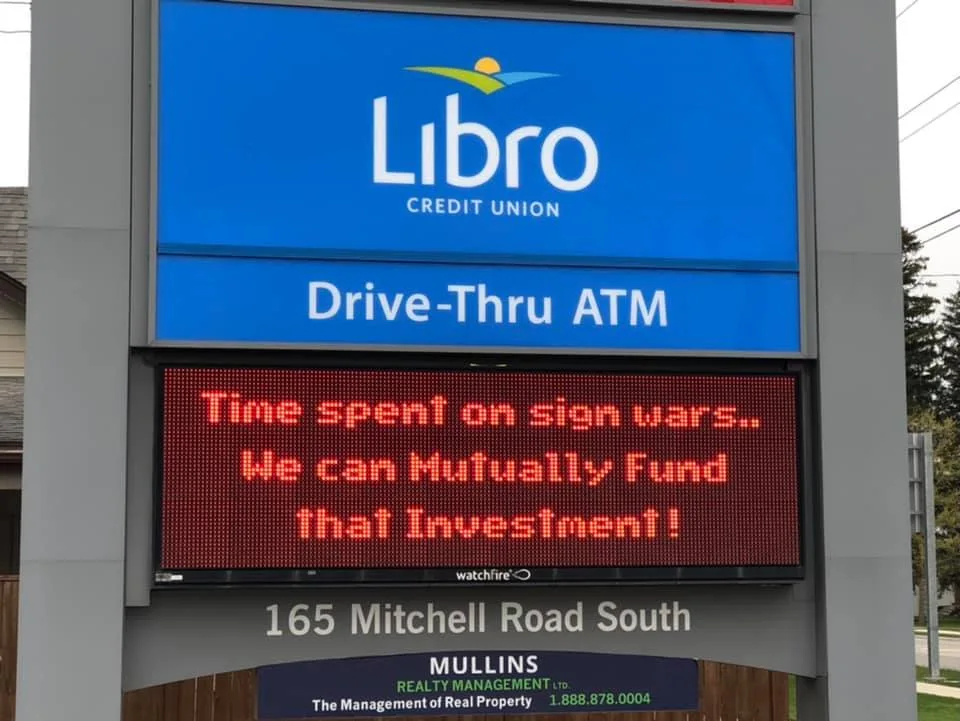 Libro
CREDIT UNION
Drive-Thru ATM
Time spent on sign wars..
We can Mutually Fund
that Investment!
watchfire
165 Mitchell Road South
MULLINS
REALTY MANAGEMENT LTD.
The Management of Real Property 1.888.878.0004